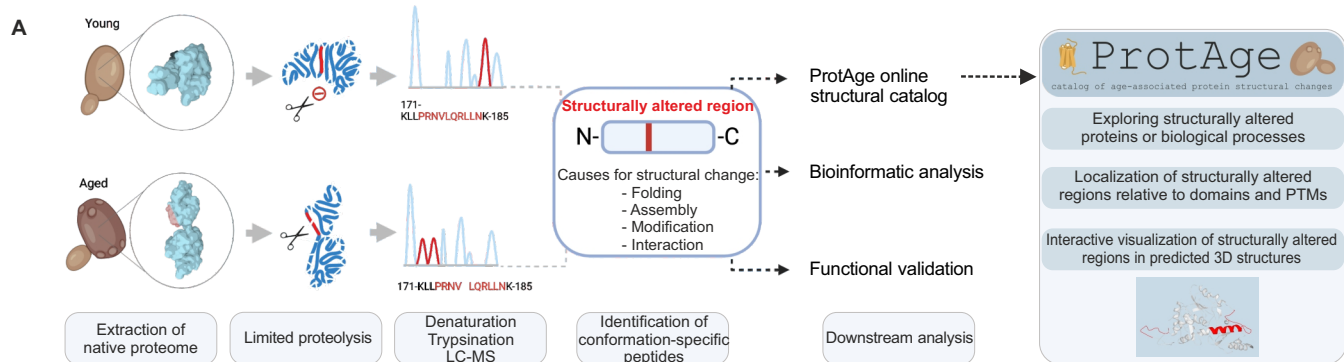 A
Young
171-
KLLPRNVLQRLLNK-185
Aged
171-KLLPRNV LQRLLNK-185
Structurally altered region
N-
-C
Causes for structural change:
- Folding
- Assembly
- Modification
- Interaction
ProtAge online
structural catalog
Bioinformatic analysis
Functional validation
ProtAge
catalog of age-associated protein structural changes
Exploring structurally altered
proteins or biological processes
Localization of structurally altered
regions relative to domains and PTMs
Interactive visualization of structurally altered
regions in predicted 3D structures
Extraction of
native proteome
Limited proteolysis
Denaturation
Trypsination
LC-MS
Identification of
conformation-specific
peptides
Downstream analysis